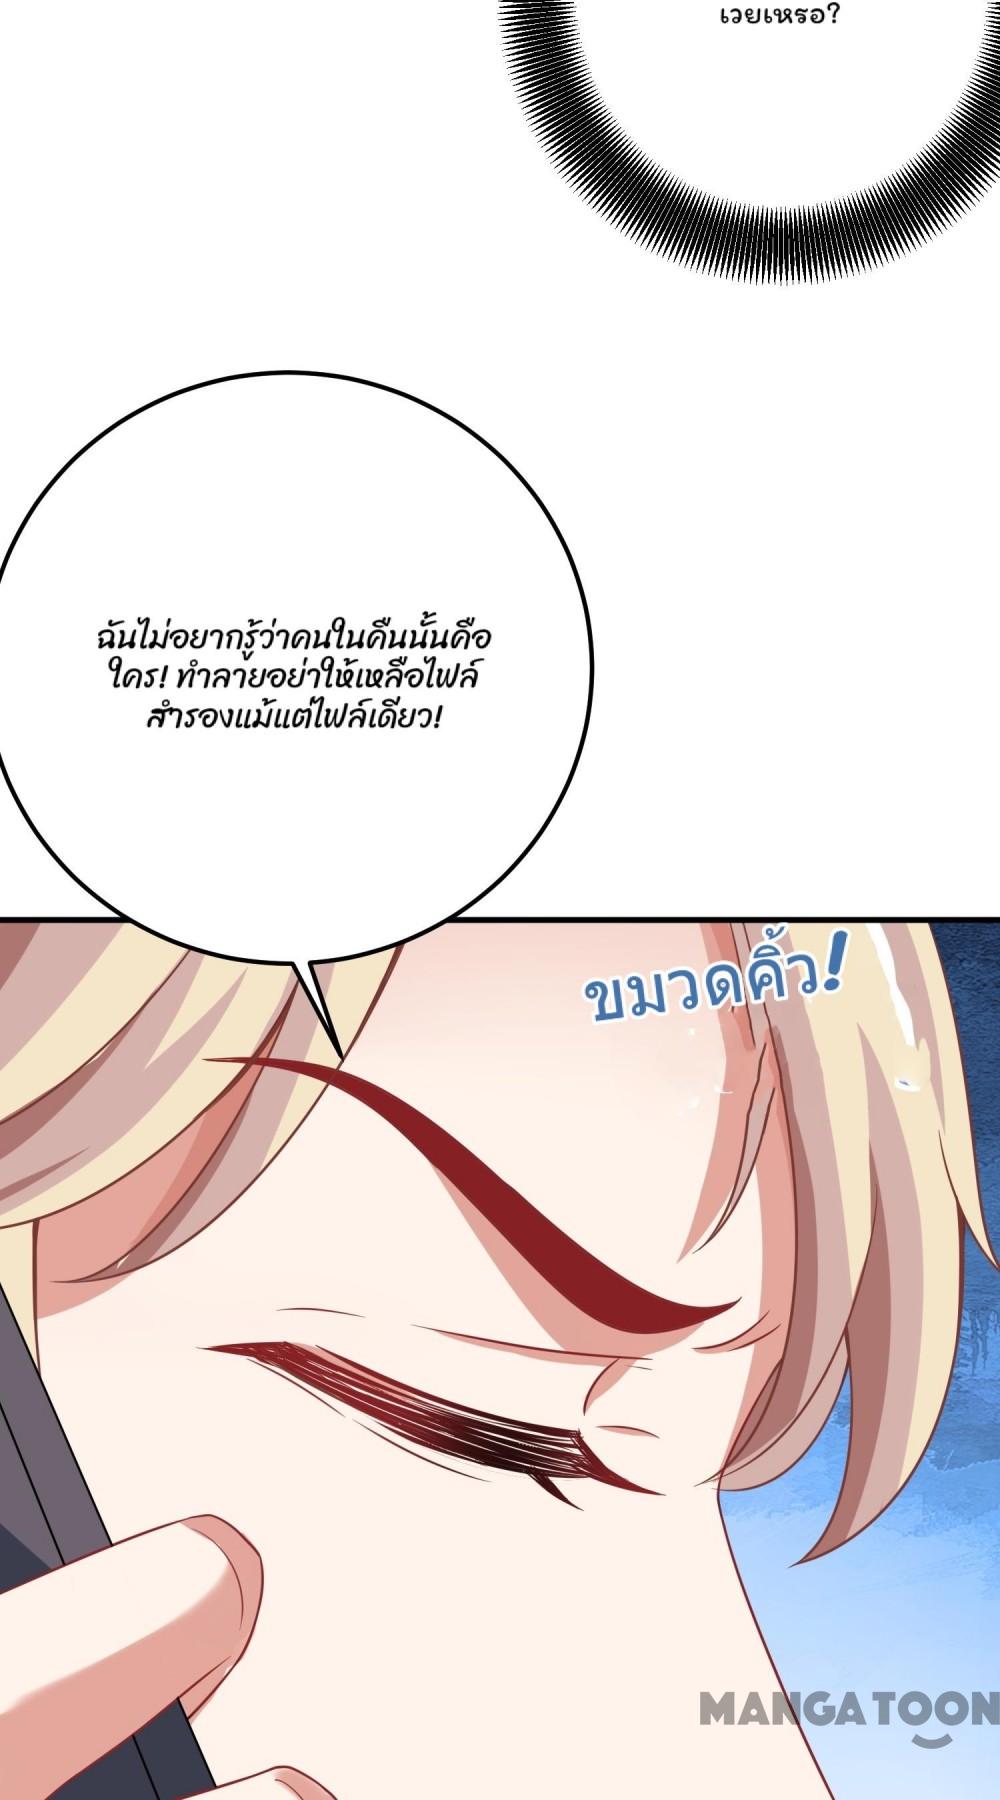 เวยเหรอ?
ฉันไม่อยากรู้ว่าคนในคืนนั้นคือ
ใคร! ทำลายอย่าให้เหลือไฟล์
สำรองแม้แต่ไฟล์เดียว!
ขมวดคิ้ว!
MANGATOON